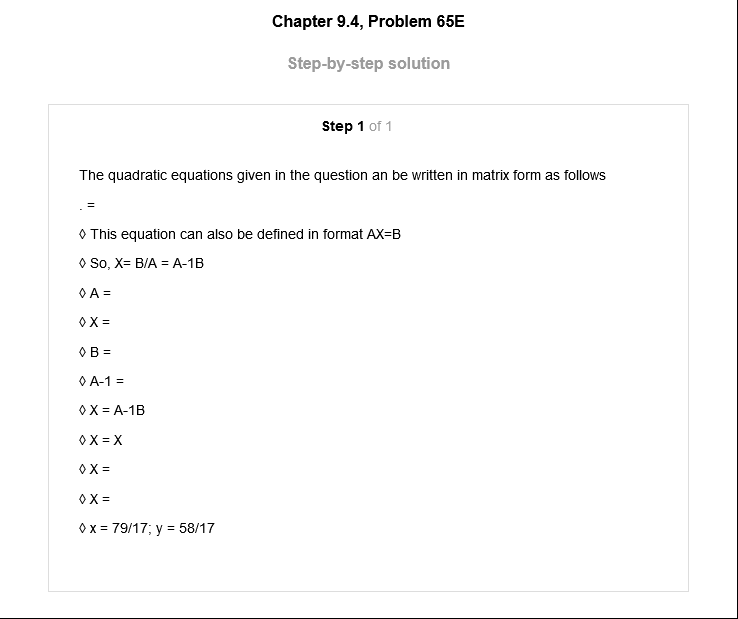 Chapter 9.4, Problem 65E
Step-by-step solution
Step 1 of 1
The quadratic equations given in the question an be written in matrix form as follows
. =
◊ This equation can also be defined in format AX=B
◊ So, X= B/A = A-1B
◊ A =
◊ X =
◊ B =
◊ A-1 =
◊ X = A-1B
◊ X = X
◊ X =
◊ X =
◊ x = 79/17; y = 58/17